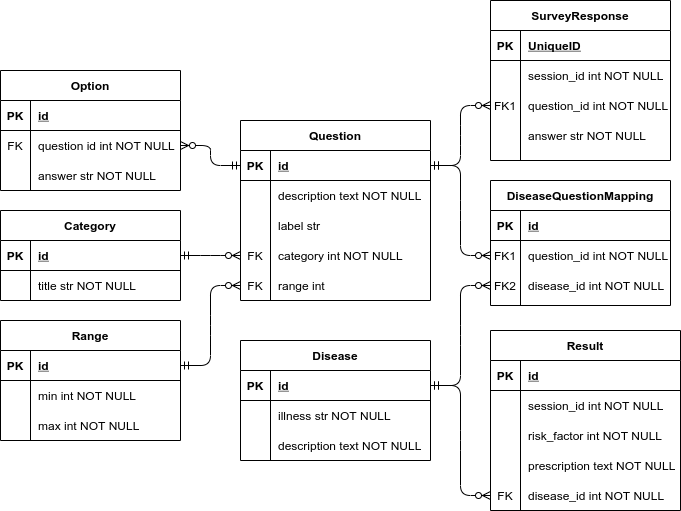 Option
PK id
FK question id int NOT NULL
answer str NOT NULL
Category
PK id
title str NOT NULL
Range
PK id
min int NOT NULL
max int NOT NULL
Question
PK id
description text NOT NULL
label str
FK category int NOT NULL
FK range int
Disease
PK id
illness str NOT NULL
description text NOT NULL
SurveyResponse
PK UniqueID
session_id int NOT NULL
FK1 question_id int NOT NULL
answer str NOT NULL
DiseaseQuestionMapping
PK id
FK1 question_id int NOT NULL
FK2 disease_id int NOT NULL
Result
PK id
session_id int NOT NULL
risk_factor int NOT NULL
prescription text NOT NULL
FK disease_id int NOT NULL